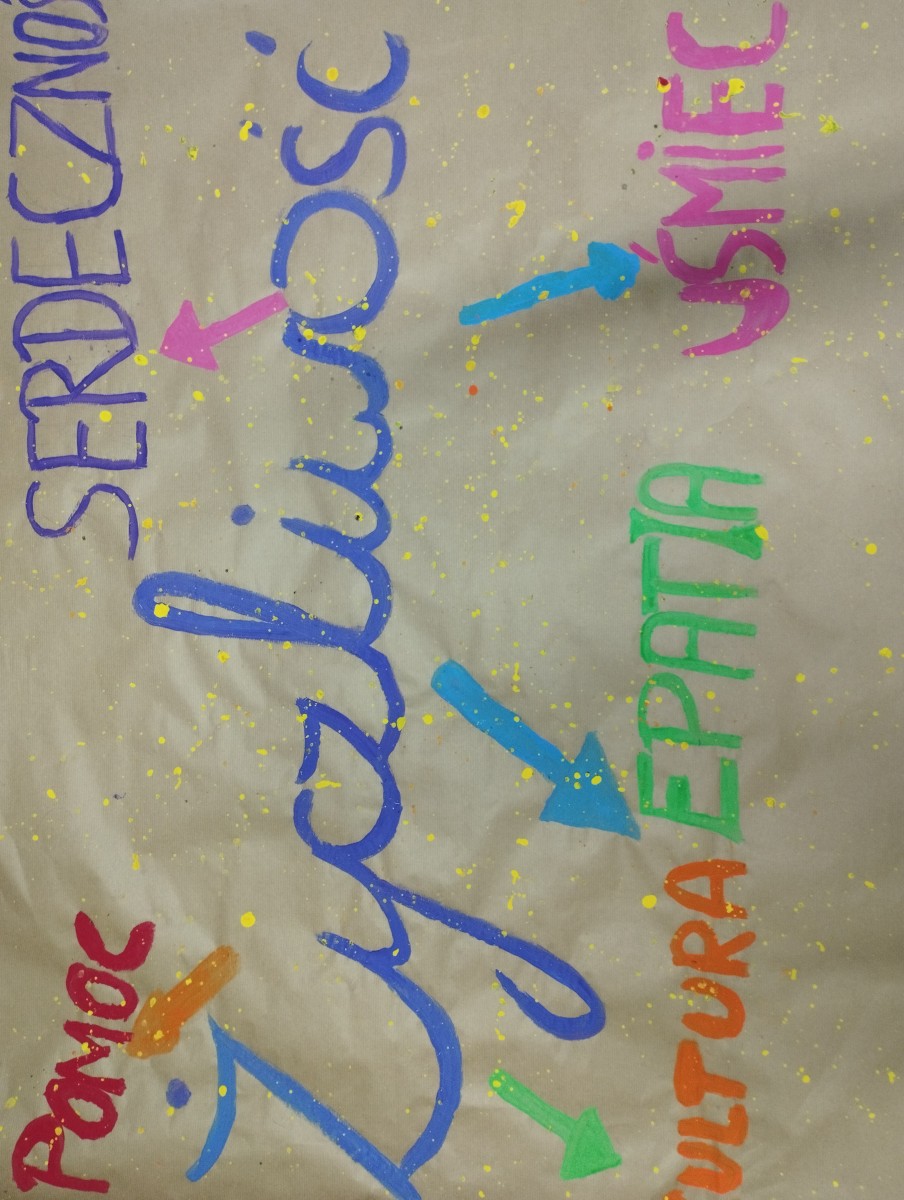 POMOC SERDECZNOŚ
Życzliwość
ULTURA EPATIA UŚMiEC